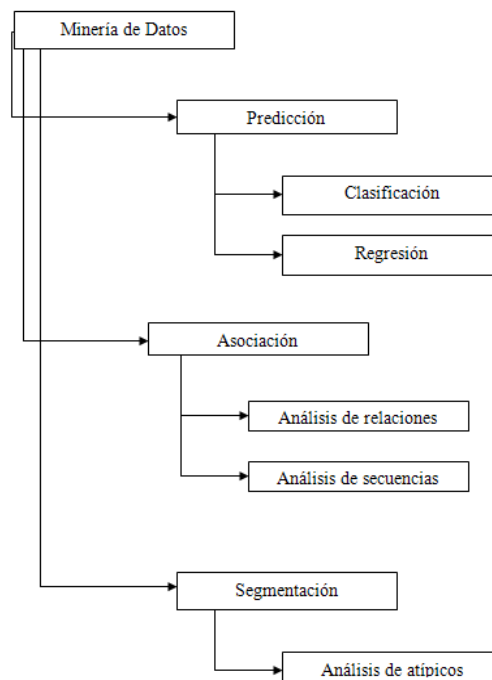 Minería de Datos
Predicción
Clasificación
Regresión
Asociación
Análisis de relaciones
Análisis de secuencias
Segmentación
Análisis de atípicos